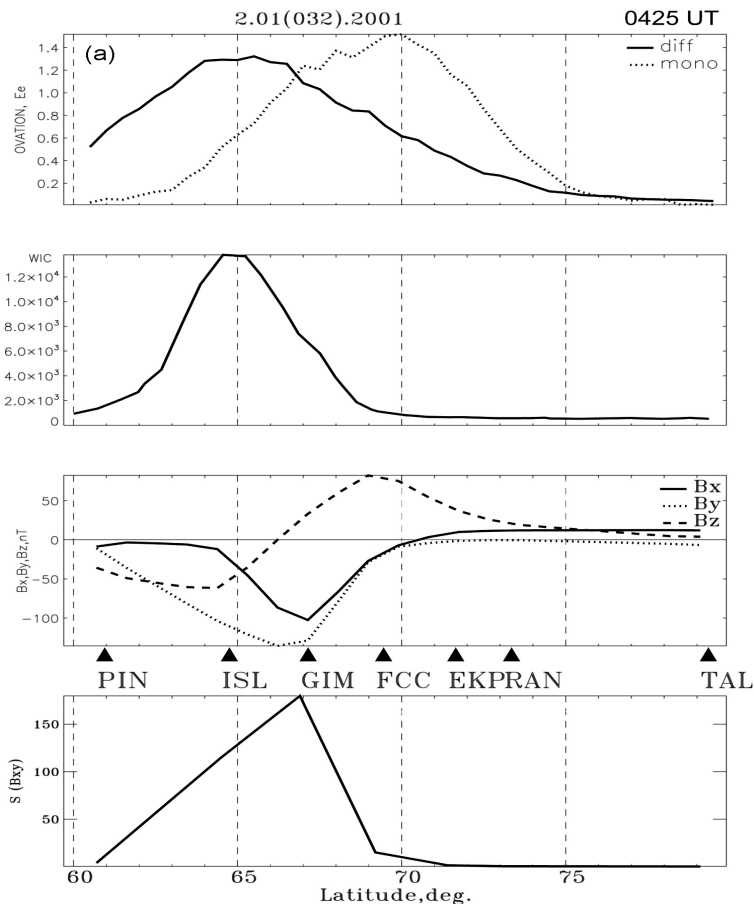 2.01(032).2001 0425 UT
(a)
diff
mono
OVATION, Ee
1.4
1.2
1.0
0.8
0.6
0.4
0.2
WIC
1.2×10⁴
1.0×10⁴
8.0×10³
6.0×10³
4.0×10³
2.0×10³
0
Bx
By
Bz
Bx,By,Bz,nT
50
0
−50
−100
PIN ISL GIM FCC EKPRAN TAL
S (Bxy)
150
100
50
60 65 70 75
Latitude,deg.